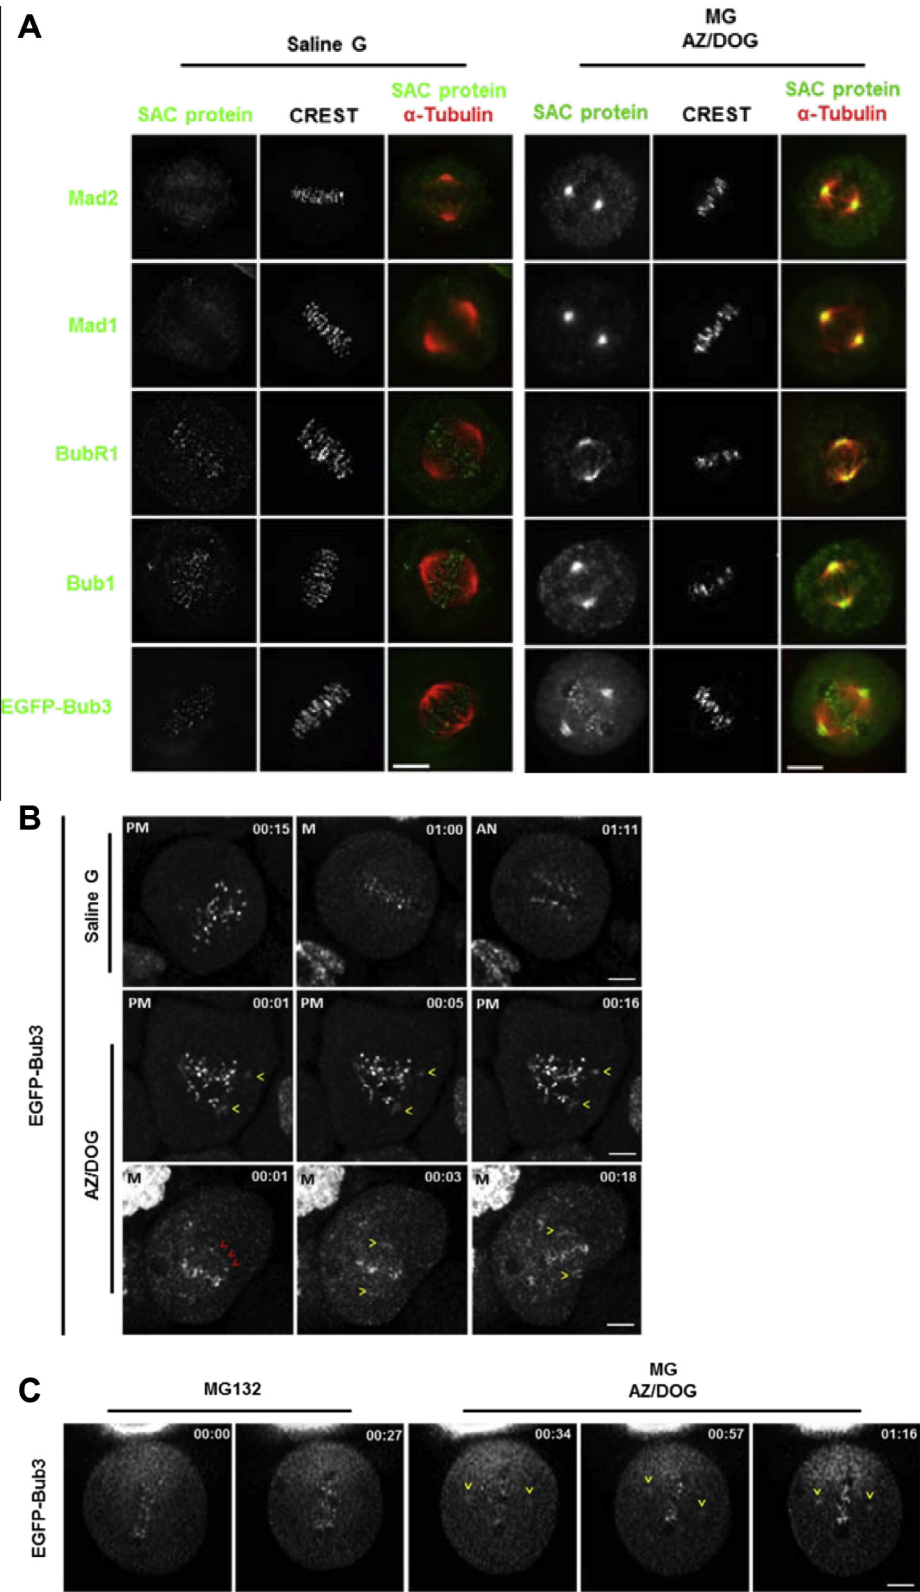 A
Saline G
MG
AZ/DOG
SAC protein
CREST
SAC protein
α-Tubulin
SAC protein
CREST
SAC protein
α-Tubulin
Mad2
Mad1
BubR1
Bub1
EGFP-Bub3
B
EGFP-Bub3
Saline G
PM 00:15
M 01:00
AN 01:11
AZ/DOG
PM 00:01
PM 00:05
PM 00:16
M 00:01
M 00:03
M 00:18
C
MG132
MG
AZ/DOG
EGFP-Bub3
00:00
00:27
00:34
00:57
01:16